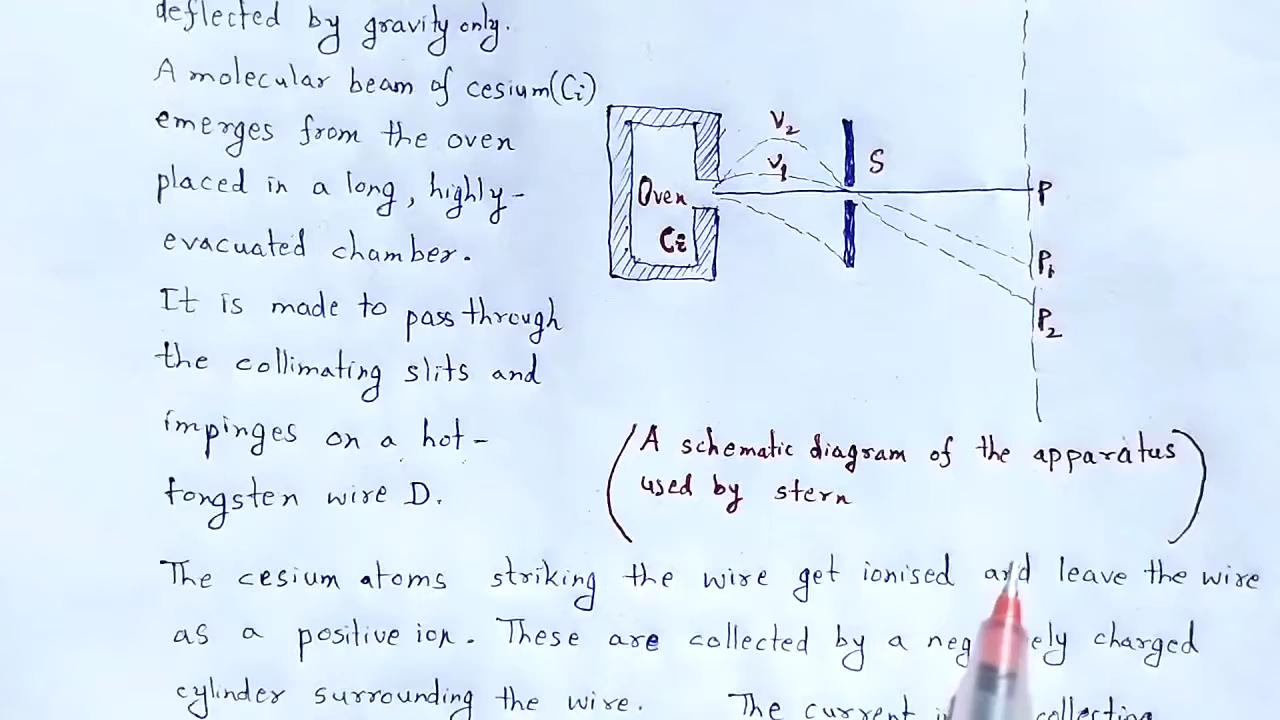 deflected by gravity only.
A molecular beam of cesium(Ci)
emerges from the oven
placed in a long, highly-
evacuated chamber.
It is made to pass through
the collimating slits and
impinges on a hot-
tongsten wire D.
V2
V1
S
Oven
Ci
P
P1
P2
(A schematic diagram of the apparatus
used by stern)
The cesium atoms striking the wire get ionised and leave the wire
as a positive ion. These are collected by a neg ely charged
cylinder surrounding the wire. The current collecting